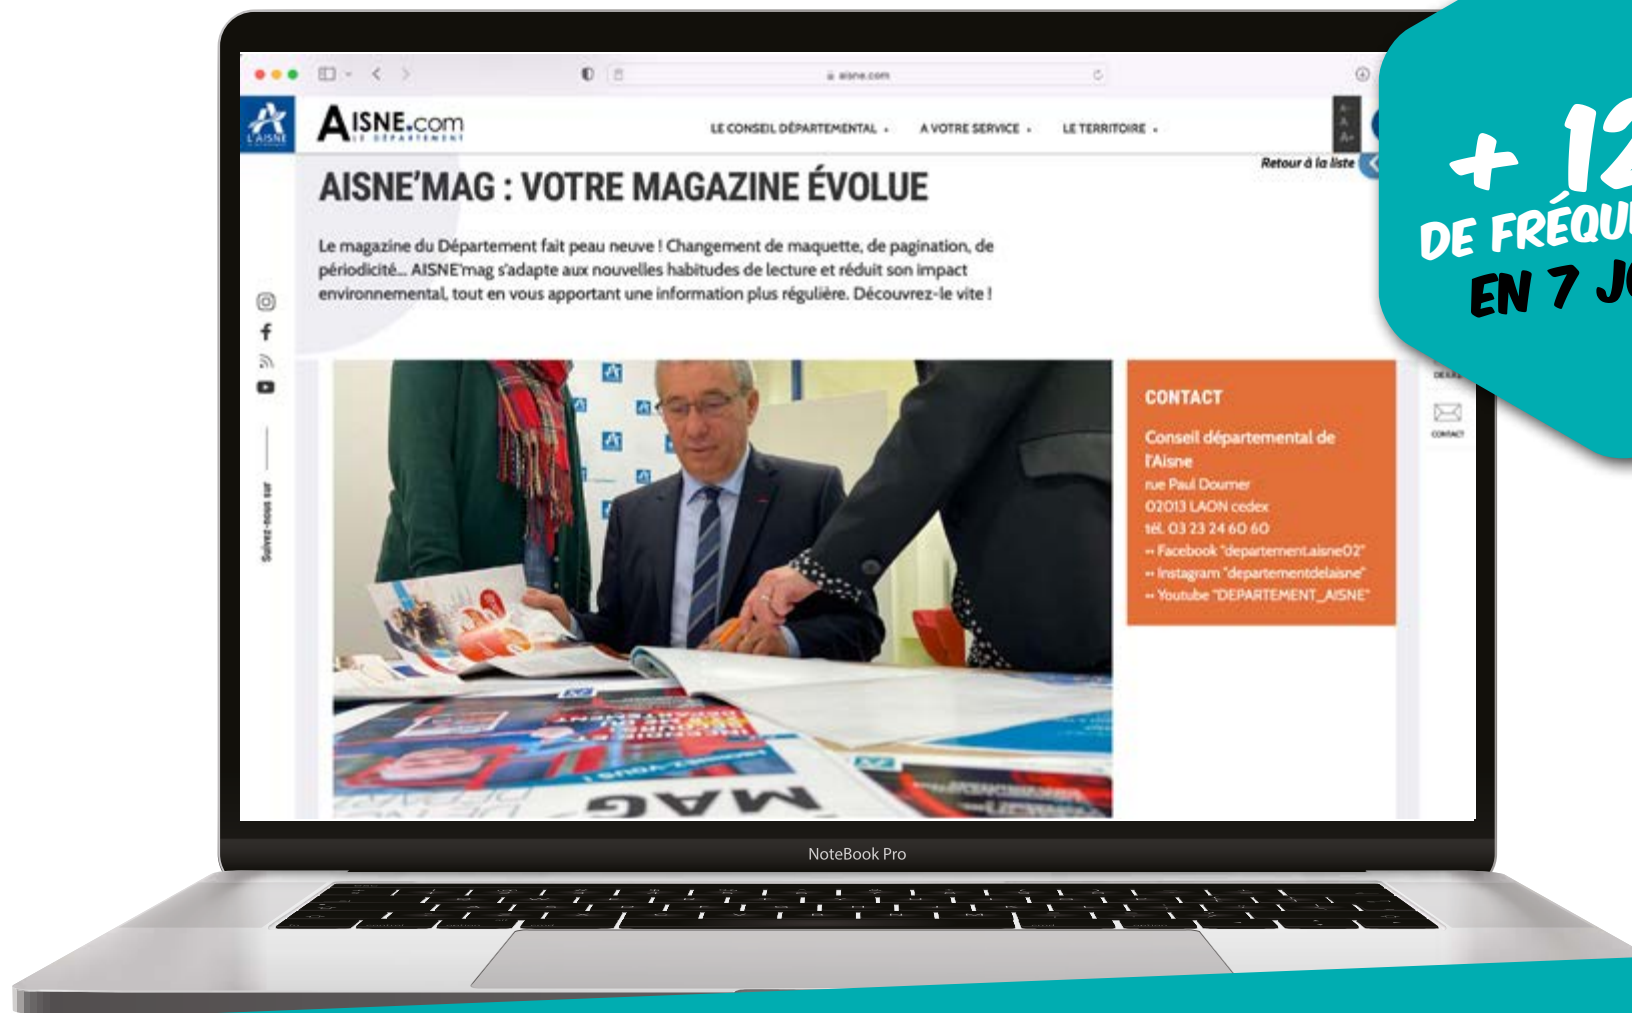 aisne.com
L'AISNE
AISNE.com
LE DÉPARTEMENT
LE CONSEIL DÉPARTEMENTAL
A VOTRE SERVICE
LE TERRITOIRE
A-
A
A+
Retour à la liste
AISNE'MAG : VOTRE MAGAZINE ÉVOLUE
Le magazine du Département fait peau neuve ! Changement de maquette, de pagination, de
périodicité... AISNE'mag s'adapte aux nouvelles habitudes de lecture et réduit son impact
environnemental, tout en vous apportant une information plus régulière. Découvrez-le vite !
Suivez-nous sur
CONTACT
Conseil départemental de
l'Aisne
rue Paul Doumer
02013 LAON cedex
tél. 03 23 24 60 60
•• Facebook "departement.aisne02"
•• Instagram "departementdelaisne"
•• Youtube "DEPARTEMENT_AISNE"
CONTACT
+ 12
DE FRÉQU
EN 7 JO
MAG
NoteBook Pro